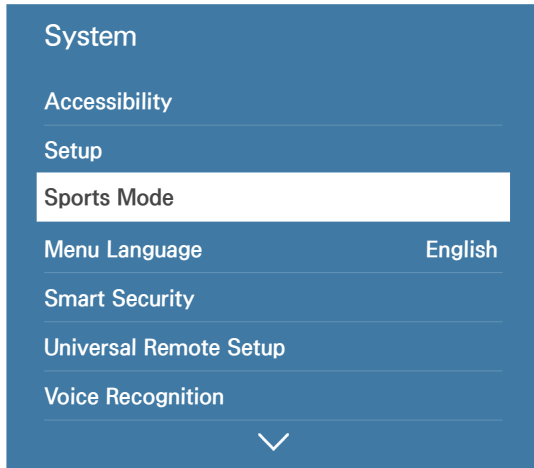 System
Accessibility
Setup
Sports Mode
Menu Language English
Smart Security
Universal Remote Setup
Voice Recognition